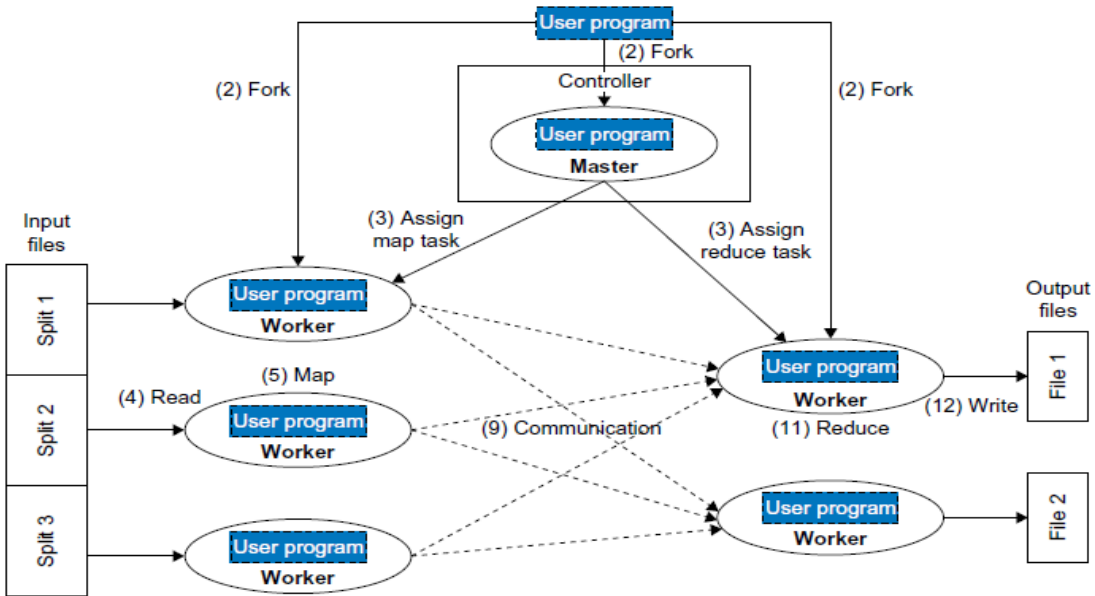 User program
(2) Fork
(2) Fork
(2) Fork
Controller
User program
Master
(3) Assign
map task
(3) Assign
reduce task
Input
files
Split 1
Split 2
Split 3
User program
Worker
(4) Read
(5) Map
User program
Worker
User program
Worker
(9) Communication
User program
Worker
(11) Reduce
User program
Worker
(12) Write
Output
files
File 1
File 2